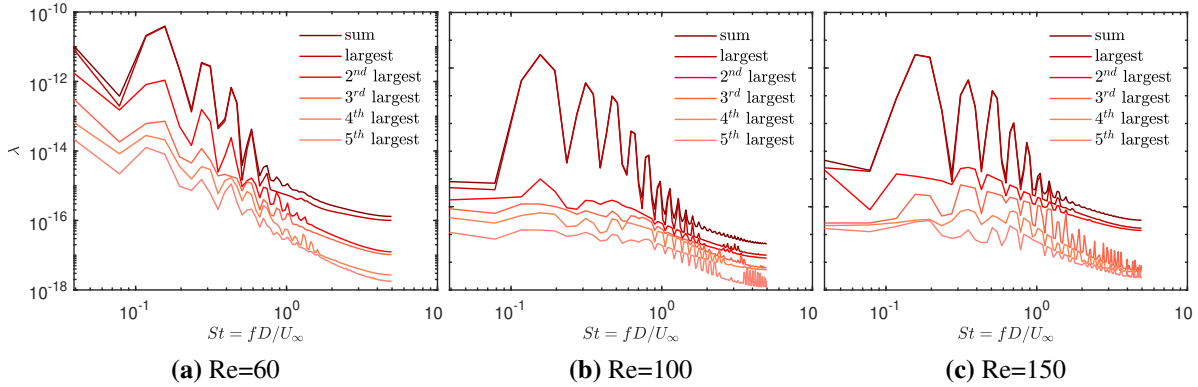 10^{-10}
10^{-12}
10^{-14}
10^{-16}
10^{-18}
λ
sum
largest
2^{nd} largest
3^{rd} largest
4^{th} largest
5^{th} largest
10^{-1}
10^{0}
10
St = fD/U_∞
(a) Re=60
sum
largest
2^{nd} largest
3^{rd} largest
4^{th} largest
5^{th} largest
10^{-1}
10^{0}
10
St = fD/U_∞
(b) Re=100
sum
largest
2^{nd} largest
3^{rd} largest
4^{th} largest
5^{th} largest
10^{-1}
10^{0}
10
St = fD/U_∞
(c) Re=150